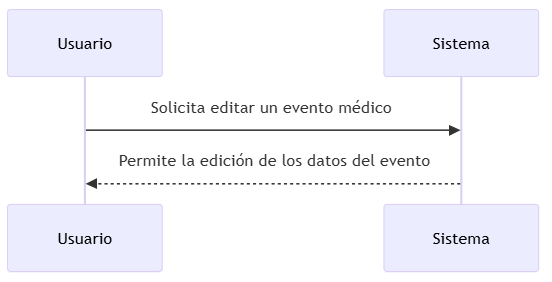 Usuario
Sistema
Solicita editar un evento médico
Permite la edición de los datos del evento
Usuario
Sistema